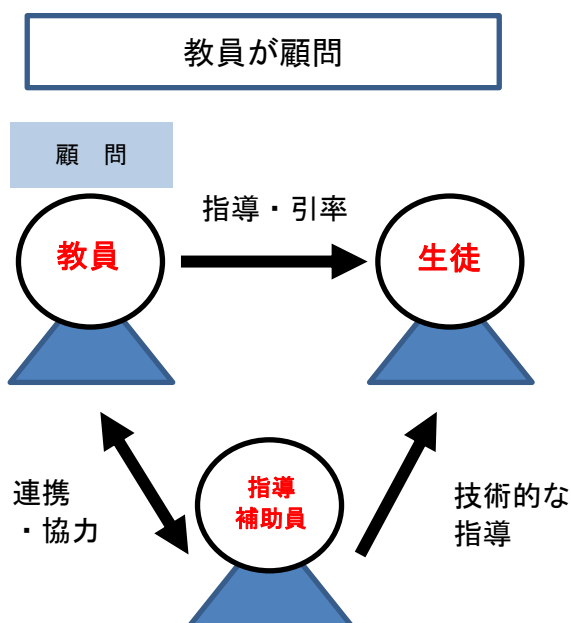 教員が顧問
顧　問
指導・引率
教員
生徒
連携
・協力
指導
補助員
技術的な
指導